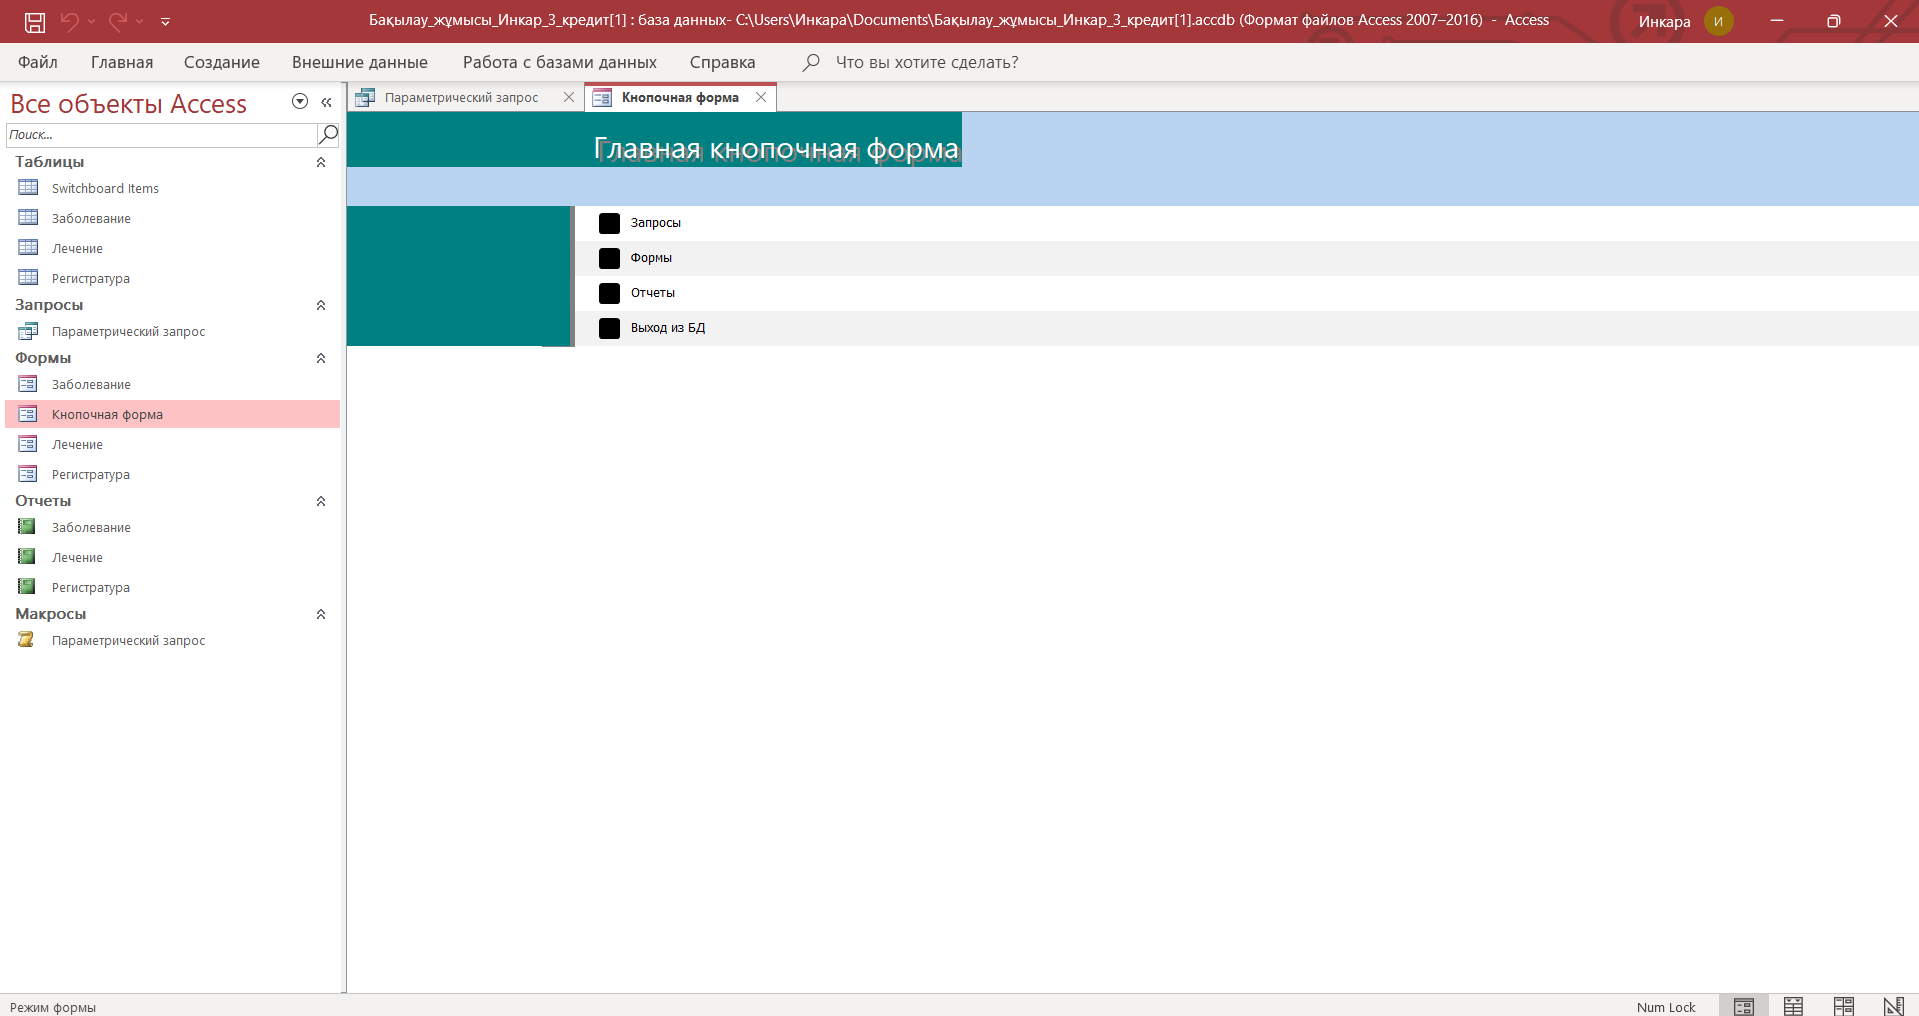 Бақылау_жұмысы_Инкар_3_кредит[1] : база данных- C:\Users\Инкара\Documents\Бақылау_жұмысы_Инкар_3_кредит[1].accdb (Формат файлов Access 2007–2016) - Access
Инкара
И
Файл
Главная
Создание
Внешние данные
Работа с базами данных
Справка
Что вы хотите сделать?
Все объекты Access
Поиск...
Таблицы
Switchboard Items
Заболевание
Лечение
Регистратура
Запросы
Параметрический запрос
Формы
Заболевание
Кнопочная форма
Лечение
Регистратура
Отчеты
Заболевание
Лечение
Регистратура
Макросы
Параметрический запрос
Параметрический запрос
Кнопочная форма
Главная кнопочная форма
Запросы
Формы
Отчеты
Выход из БД
Режим формы
Num Lock